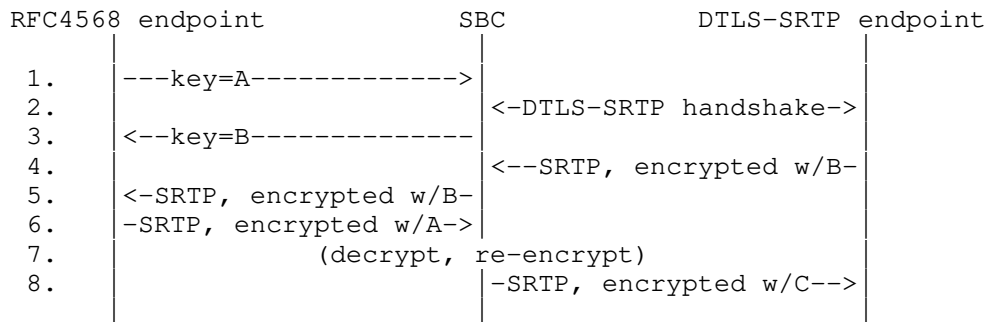 RFC4568 endpoint SBC DTLS-SRTP endpoint
1. ---key=A------------->
2. <-DTLS-SRTP handshake->
3. <--key=B--------------
4. <--SRTP, encrypted w/B-
5. <-SRTP, encrypted w/B-
6. -SRTP, encrypted w/A->
7. (decrypt, re-encrypt)
8. -SRTP, encrypted w/C-->